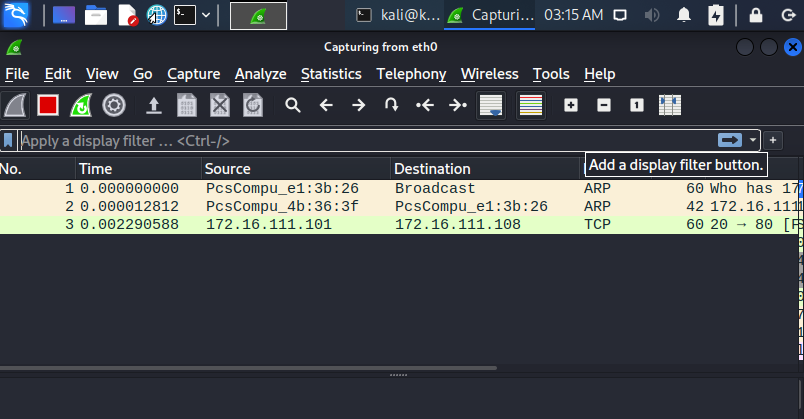 kali@k... Capturi... 03:15 AM
Capturing from eth0
File Edit View Go Capture Analyze Statistics Telephony Wireless Tools Help
Apply a display filter ... <Ctrl-/>
No. Time Source Destination
Add a display filter button.
1 0.000000000 PcsCompu_e1:3b:26 Broadcast ARP 60 Who has 17
2 0.000012812 PcsCompu_4b:36:3f PcsCompu_e1:3b:26 ARP 42 172.16.111
3 0.002290588 172.16.111.101 172.16.111.108 TCP 60 20 → 80 [